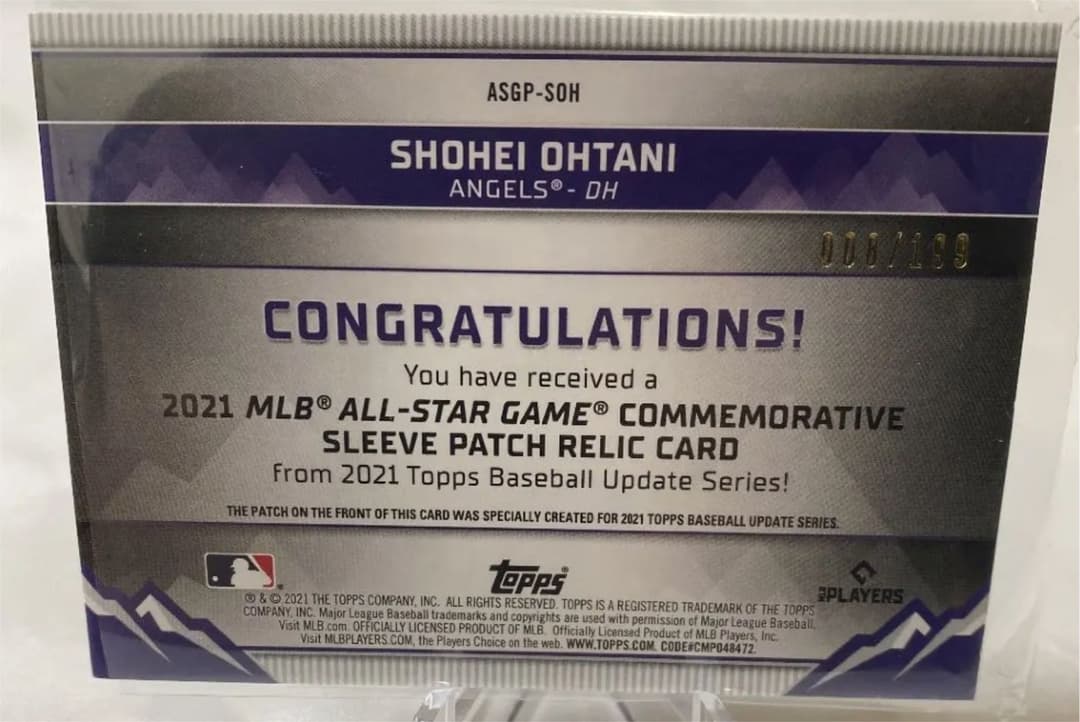 ASGP-SOH
SHOHEI OHTANI
ANGELS® - DH
008/199
CONGRATULATIONS!
You have received a
2021 MLB® ALL-STAR GAME® COMMEMORATIVE
SLEEVE PATCH RELIC CARD
from 2021 Topps Baseball Update Series!
THE PATCH ON THE FRONT OF THIS CARD WAS SPECIALLY CREATED FOR 2021 TOPPS BASEBALL UPDATE SERIES.
topps®
MLB PLAYERS
® & © 2021 THE TOPPS COMPANY, INC. ALL RIGHTS RESERVED. TOPPS IS A REGISTERED TRADEMARK OF THE TOPPS
COMPANY, INC. Major League Baseball trademarks and copyrights are used with permission of Major League Baseball.
Visit MLB.com. OFFICIALLY LICENSED PRODUCT OF MLB. Officially Licensed Product of MLB Players, Inc.
Visit MLBPLAYERS.COM, the Players Choice on the web. WWW.TOPPS.COM. CODE#CMP048472.